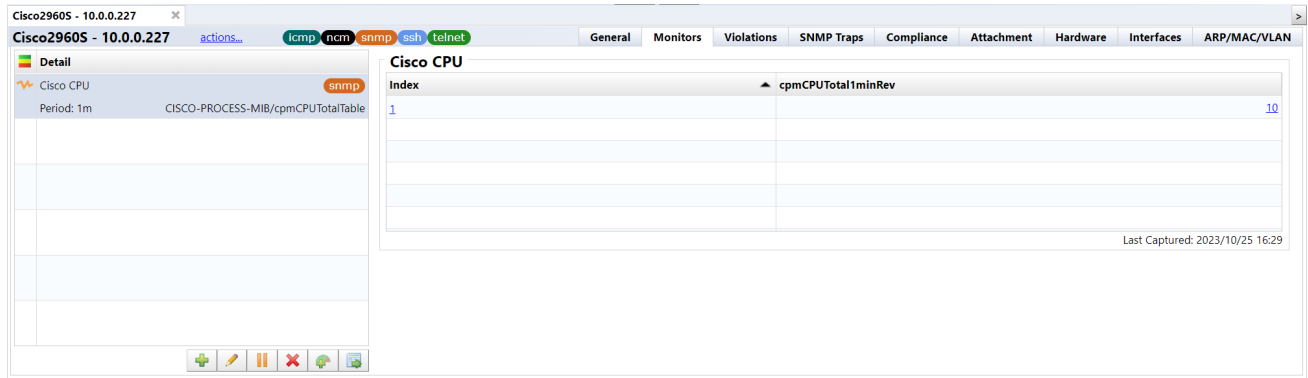 Cisco2960S - 10.0.0.227
>
Cisco2960S - 10.0.0.227 actions... icmp ncm snmp ssh telnet General Monitors Violations SNMP Traps Compliance Attachment Hardware Interfaces ARP/MAC/VLAN
Detail
Cisco CPU snmp
Period: 1m CISCO-PROCESS-MIB/cpmCPUTotalTable
Cisco CPU
Index cpmCPUTotal1minRev
1 10
Last Captured: 2023/10/25 16:29